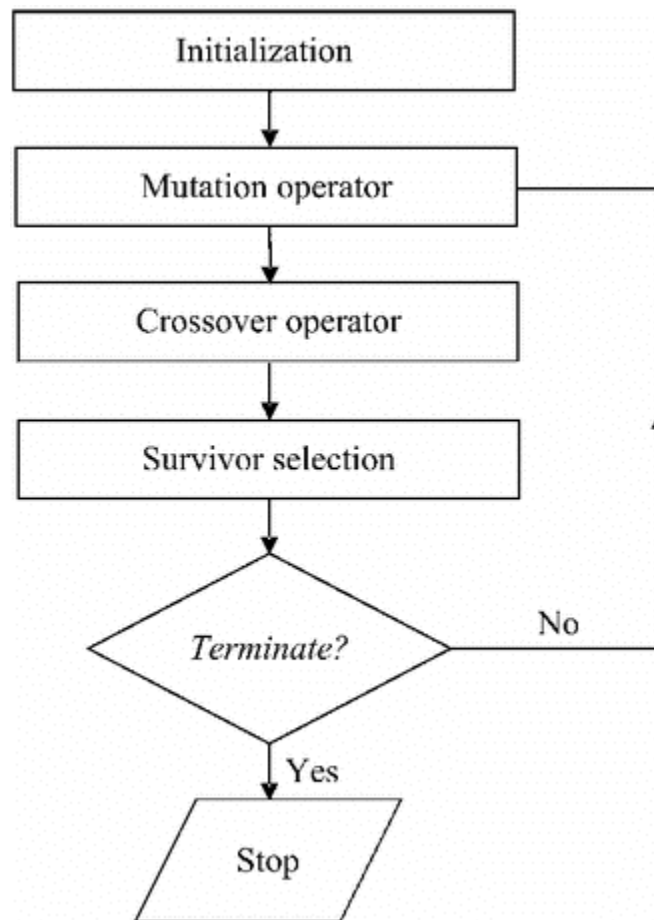 Initialization
Mutation operator
Crossover operator
Survivor selection
Terminate?
No
Yes
Stop